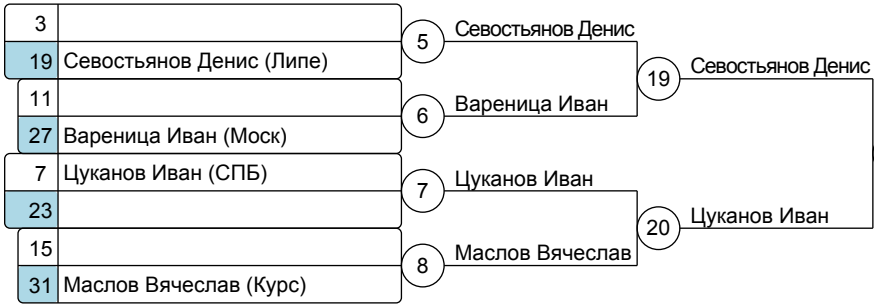 3
19 Севостьянов Денис (Липе)
11
27 Вареница Иван (Моск)
7 Цуканов Иван (СПБ)
23
15
31 Маслов Вячеслав (Курс)
5 Севостьянов Денис
6 Вареница Иван
7 Цуканов Иван
8 Маслов Вячеслав
19 Севостьянов Денис
20 Цуканов Иван